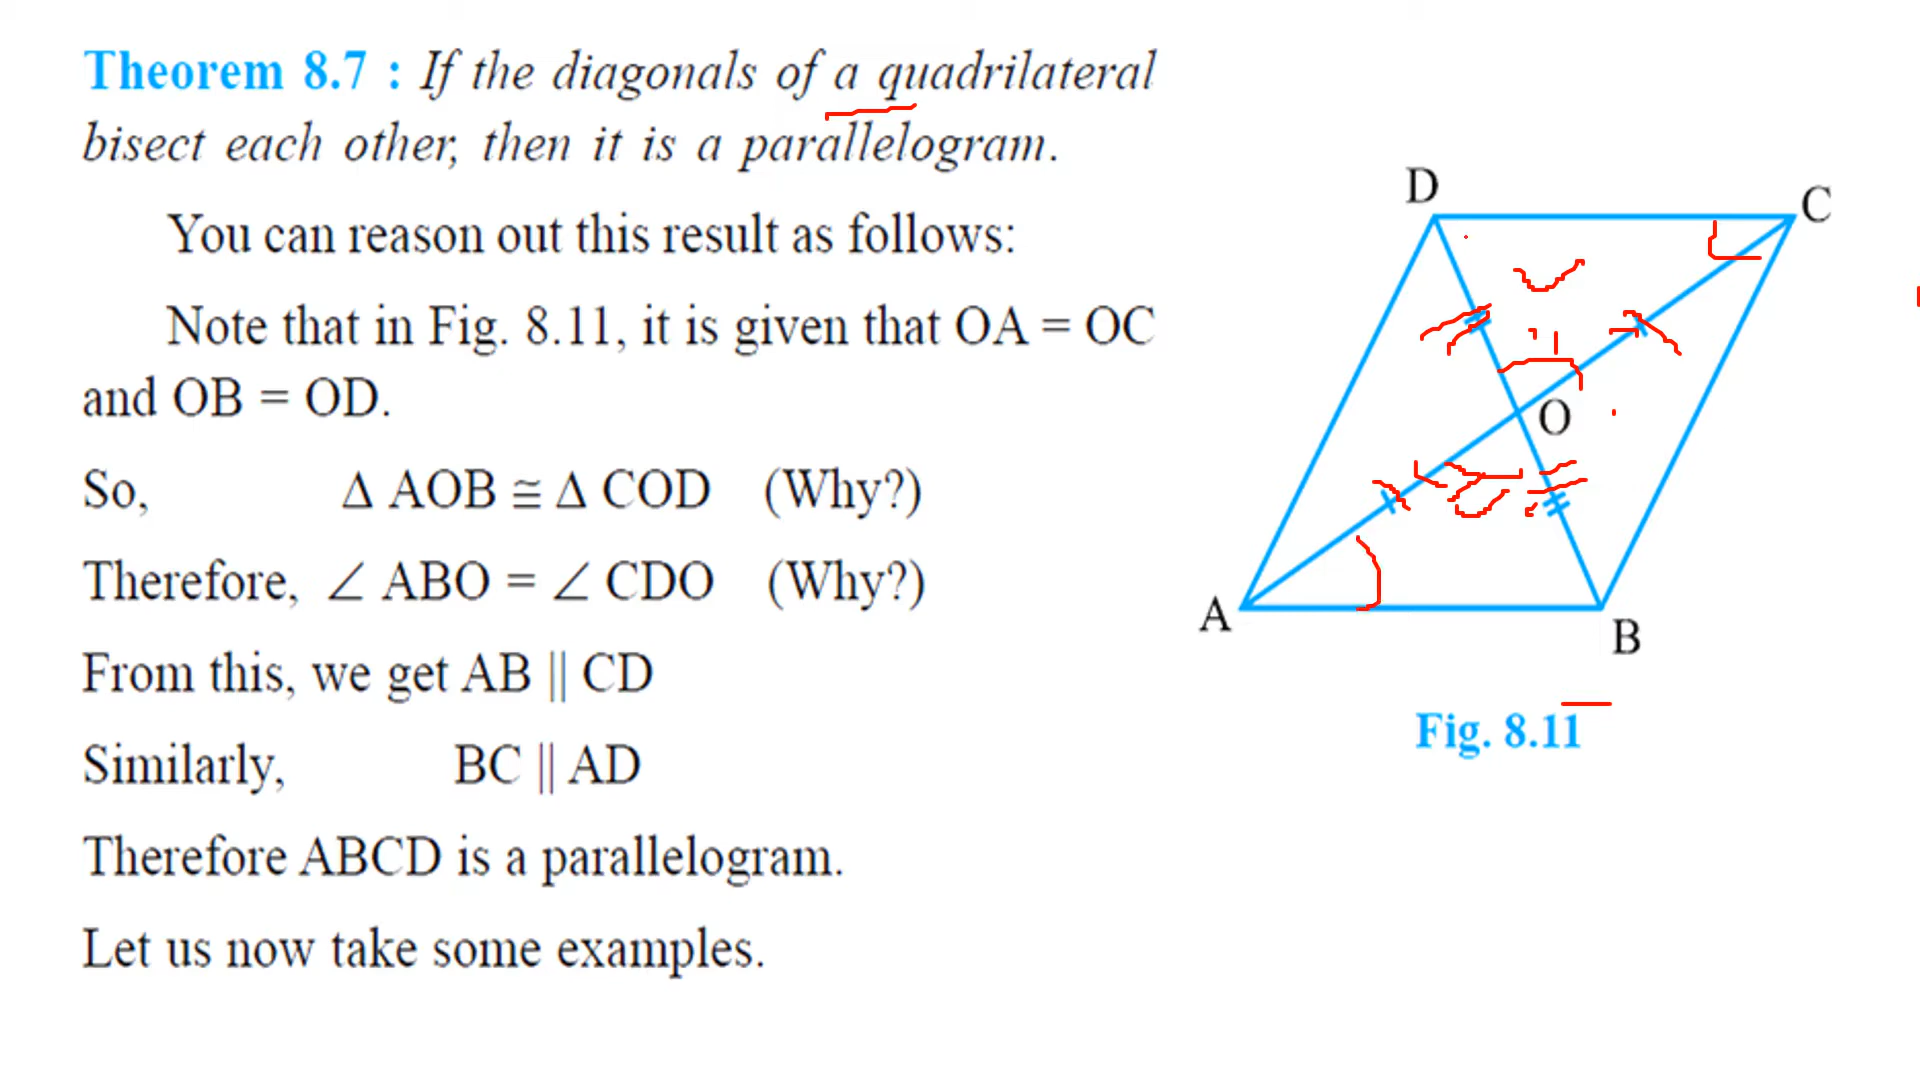 Theorem 8.7 : If the diagonals of a quadrilateral
bisect each other, then it is a parallelogram.
You can reason out this result as follows:
Note that in Fig. 8.11, it is given that OA = OC
and OB = OD.
So, Δ AOB ≅ Δ COD (Why?)
Therefore, ∠ ABO = ∠ CDO (Why?)
From this, we get AB || CD
Similarly, BC || AD
Therefore ABCD is a parallelogram.
Let us now take some examples.
D
C
O
A
B
Fig. 8.11